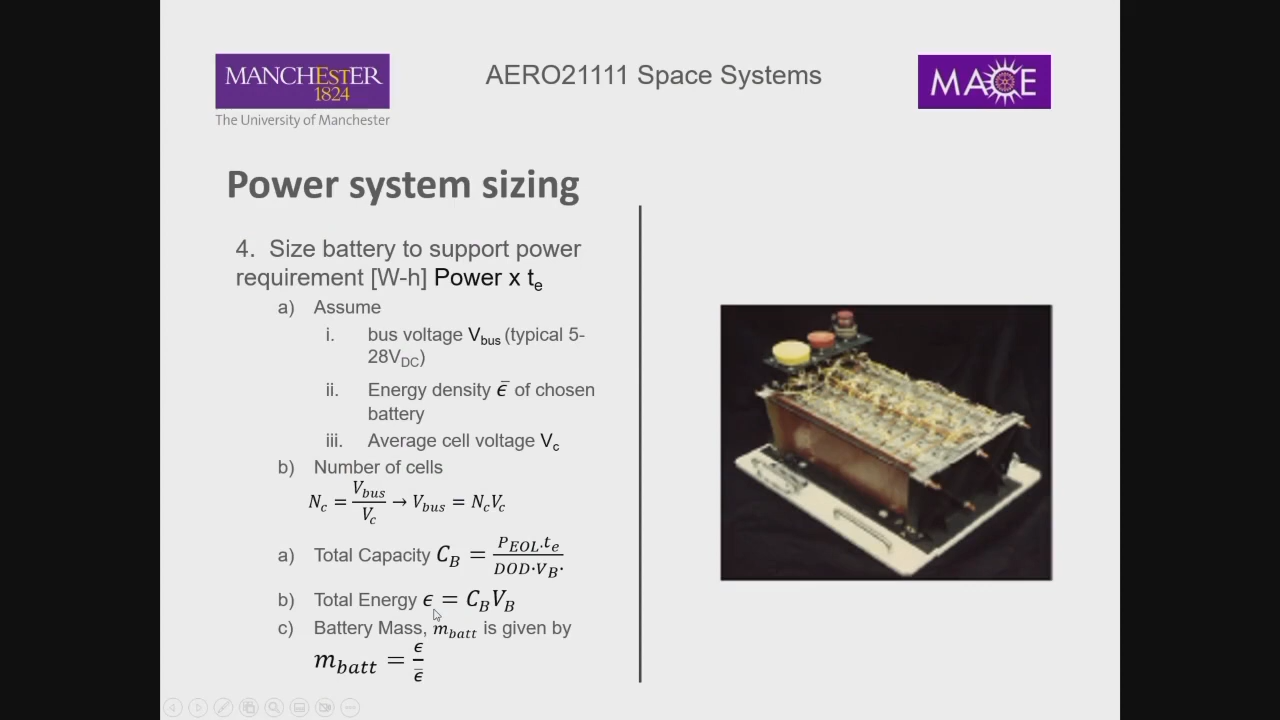 MANCHESTER
1824
The University of Manchester
AERO21111 Space Systems
MACE
Power system sizing
4. Size battery to support power
requirement [W-h] Power x tₑ
a) Assume
i. bus voltage V_bus (typical 5-
28V_DC)
ii. Energy density ϵ̄ of chosen
battery
iii. Average cell voltage V_c
b) Number of cells
N_c = V_bus / V_c → V_bus = N_c V_c
a) Total Capacity C_B = P_EOL.t_e / DOD·V_B.
b) Total Energy ϵ = C_B V_B
c) Battery Mass, m_batt is given by
m_batt = ϵ / ϵ̄